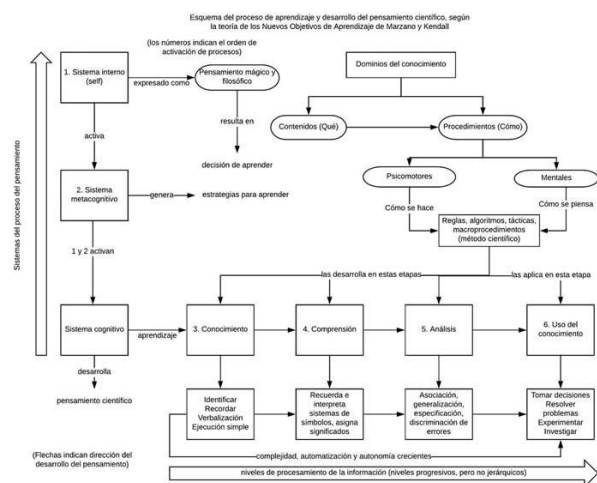 Esquema del proceso de aprendizaje y desarrollo del pensamiento científico, según
la teoría de los Nuevos Objetivos de Aprendizaje de Marzano y Kendall
(los números indican el orden de
activación de procesos)
1. Sistema interno
(self)
expresado como
Pensamiento mágico y
filosófico
Dominios del conocimiento
resulta en
Contenidos (Qué)
Procedimientos (Cómo)
activa
decisión de aprender
Psicomotores
Mentales
2. Sistema
metacognitivo
genera
estrategias para aprender
Cómo se hace
Cómo se piensa
Reglas, algoritmos, tácticas,
macroprocedimientos
(método científico)
1 y 2 activan
las desarrolla en estas etapas
las aplica en esta etapa
Sistema cognitivo
aprendizaje
3. Conocimiento
4. Comprensión
5. Análisis
6. Uso del
conocimiento
desarrolla
pensamiento científico
Identificar
Recordar
Verbalización
Ejecución simple
Recuerda e
interpreta
sistemas de
símbolos, asigna
significados
Asociación,
generalización,
especificación,
discriminación de
errores
Tomar decisiones
Resolver
problemas
Experimentar
Investigar
(Flechas indican dirección del
desarrollo del pensamiento)
complejidad, automatización y autonomía crecientes
niveles de procesamiento de la información (niveles progresivos, pero no jerárquicos)
Sistemas del proceso del pensamiento